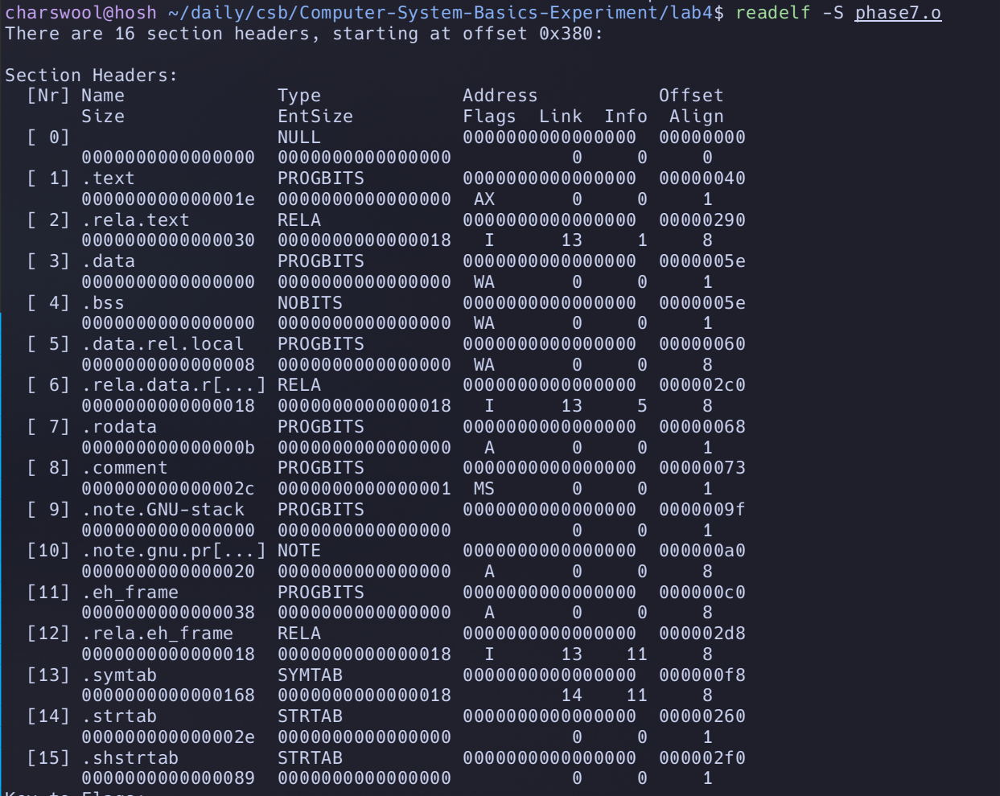 charswool@hosh ~/daily/csb/Computer-System-Basics-Experiment/lab4$ readelf -S phase7.o
There are 16 section headers, starting at offset 0x380:

Section Headers:
  [Nr] Name              Type             Address           Offset
       Size              EntSize          Flags  Link  Info  Align
  [ 0]                   NULL             0000000000000000  00000000
       0000000000000000  0000000000000000           0     0     0
  [ 1] .text             PROGBITS         0000000000000000  00000040
       000000000000001e  0000000000000000  AX       0     0     1
  [ 2] .rela.text        RELA             0000000000000000  00000290
       0000000000000030  0000000000000018   I      13     1     8
  [ 3] .data             PROGBITS         0000000000000000  0000005e
       0000000000000000  0000000000000000  WA       0     0     1
  [ 4] .bss              NOBITS           0000000000000000  0000005e
       0000000000000000  0000000000000000  WA       0     0     1
  [ 5] .data.rel.local   PROGBITS         0000000000000000  00000060
       0000000000000008  0000000000000000  WA       0     0     8
  [ 6] .rela.data.r[...] RELA             0000000000000000  000002c0
       0000000000000018  0000000000000018   I      13     5     8
  [ 7] .rodata           PROGBITS         0000000000000000  00000068
       000000000000000b  0000000000000000   A       0     0     1
  [ 8] .comment          PROGBITS         0000000000000000  00000073
       000000000000002c  0000000000000001  MS       0     0     1
  [ 9] .note.GNU-stack   PROGBITS         0000000000000000  0000009f
       0000000000000000  0000000000000000           0     0     1
  [10] .note.gnu.pr[...] NOTE             0000000000000000  000000a0
       0000000000000020  0000000000000000   A       0     0     8
  [11] .eh_frame         PROGBITS         0000000000000000  000000c0
       0000000000000038  0000000000000000   A       0     0     8
  [12] .rela.eh_frame    RELA             0000000000000000  000002d8
       0000000000000018  0000000000000018   I      13    11     8
  [13] .symtab           SYMTAB           0000000000000000  000000f8
       0000000000000168  0000000000000018          14    11     8
  [14] .strtab           STRTAB           0000000000000000  00000260
       000000000000002e  0000000000000000           0     0     1
  [15] .shstrtab         STRTAB           0000000000000000  000002f0
       0000000000000089  0000000000000000           0     0     1
Key to Flags: